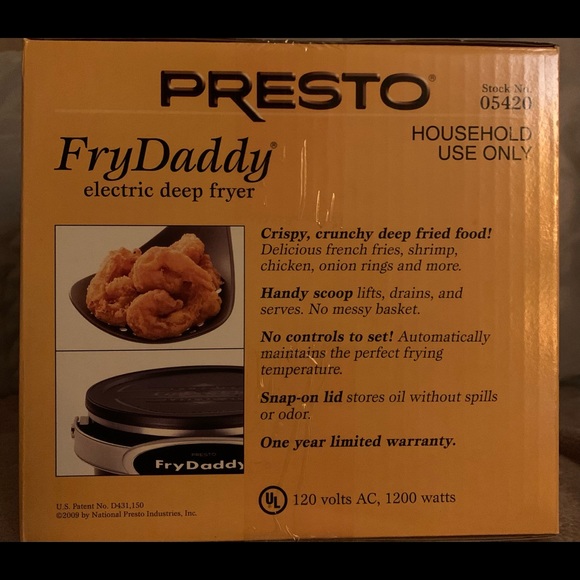 PRESTO®
Stock No.
05420
HOUSEHOLD
USE ONLY
FryDaddy®
electric deep fryer
Crispy, crunchy deep fried food!
Delicious french fries, shrimp,
chicken, onion rings and more.
Handy scoop lifts, drains, and
serves. No messy basket.
No controls to set! Automatically
maintains the perfect frying
temperature.
Snap-on lid stores oil without spills
or odor.
One year limited warranty.
PRESTO
FryDaddy
U.S. Patent No. D431,150
©2009 by National Presto Industries, Inc.
UL
120 volts AC, 1200 watts